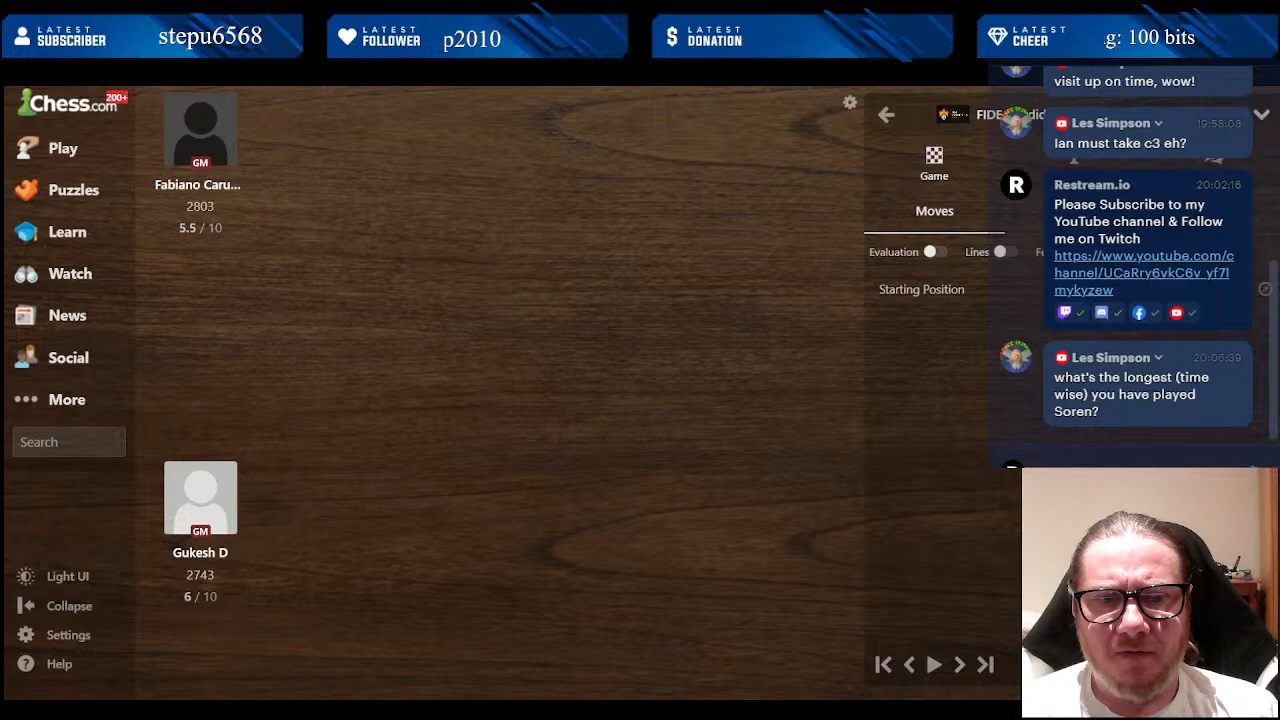 LATEST
SUBSCRIBER
stepu6568
LATEST
FOLLOWER
p2010
LATEST
DONATION
LATEST
CHEER
g: 100 bits
Chess.com
200+
Play
Puzzles
Learn
Watch
News
Social
More
Search
Light UI
Collapse
Settings
Help
GM
Fabiano Caru...
2803
5.5 / 10
GM
Gukesh D
2743
6 / 10
Game
Moves
Evaluation
Lines
Starting Position
visit up on time, wow!
Les Simpson
19:58:08
Ian must take c3 eh?
Restream.io
20:02:16
Please Subscribe to my
YouTube channel & Follow
me on Twitch
https://www.youtube.com/c
hannel/UCaRry6vkC6v_yf7l
mykyzew
Les Simpson
20:06:39
what's the longest (time
wise) you have played
Soren?